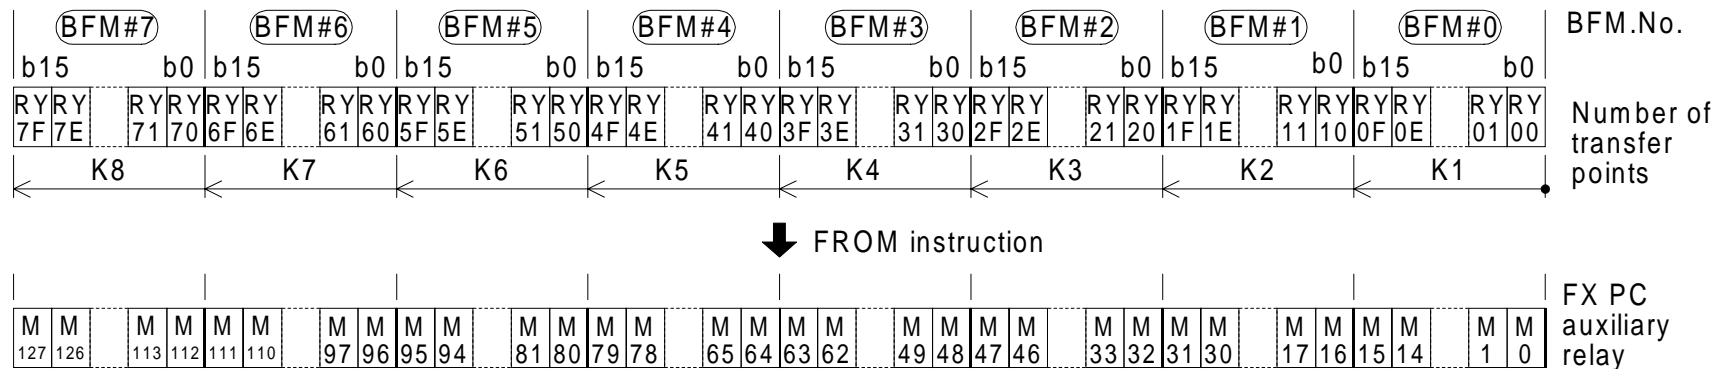 BFM#7 BFM#6 BFM#5 BFM#4 BFM#3 BFM#2 BFM#1 BFM#0 BFM.No.
b15 b0 b15 b0 b15 b0 b15 b0 b15 b0 b15 b0 b15 b0 b15 b0
RY RY RY RY RY RY RY RY RY RY RY RY RY RY RY RY RY RY RY RY RY RY RY RY RY RY RY RY RY RY RY RY Number of
7F 7E 71 70 6F 6E 61 60 5F 5E 51 50 4F 4E 41 40 3F 3E 31 30 2F 2E 21 20 1F 1E 11 10 0F 0E 01 00 transfer
K8 K7 K6 K5 K4 K3 K2 K1 points
FROM instruction
FX PC
M M M M M M M M M M M M M M M M M M M M M M M M M M M M M M M M auxiliary
127 126 113 112 111 110 97 96 95 94 81 80 79 78 65 64 63 62 49 48 47 46 33 32 31 30 17 16 15 14 1 0 relay